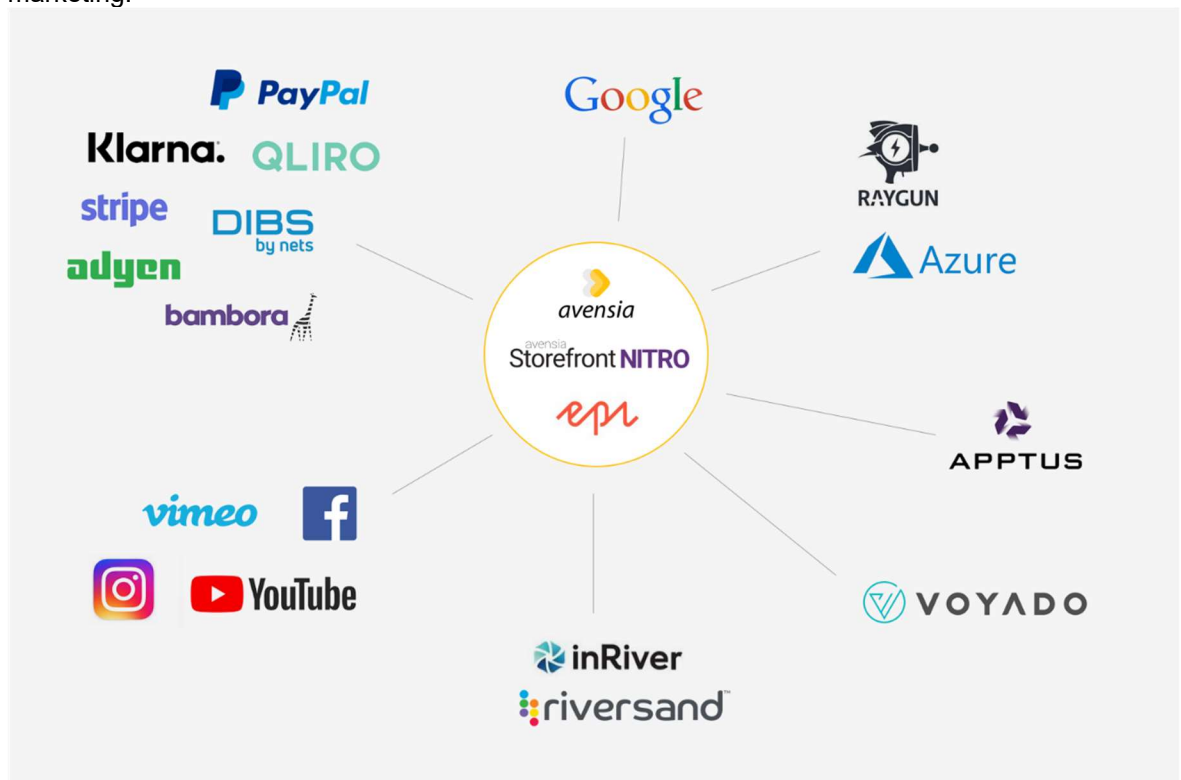 marketing.
PayPal
Klarna.
QLIRO
stripe
DIBS
by nets
adyen
bambora
Google
RAYGUN
Azure
avensia
avensia
Storefront NITRO
epi
APPTUS
vimeo
f
YouTube
VOYADO
inRiver
riversand™